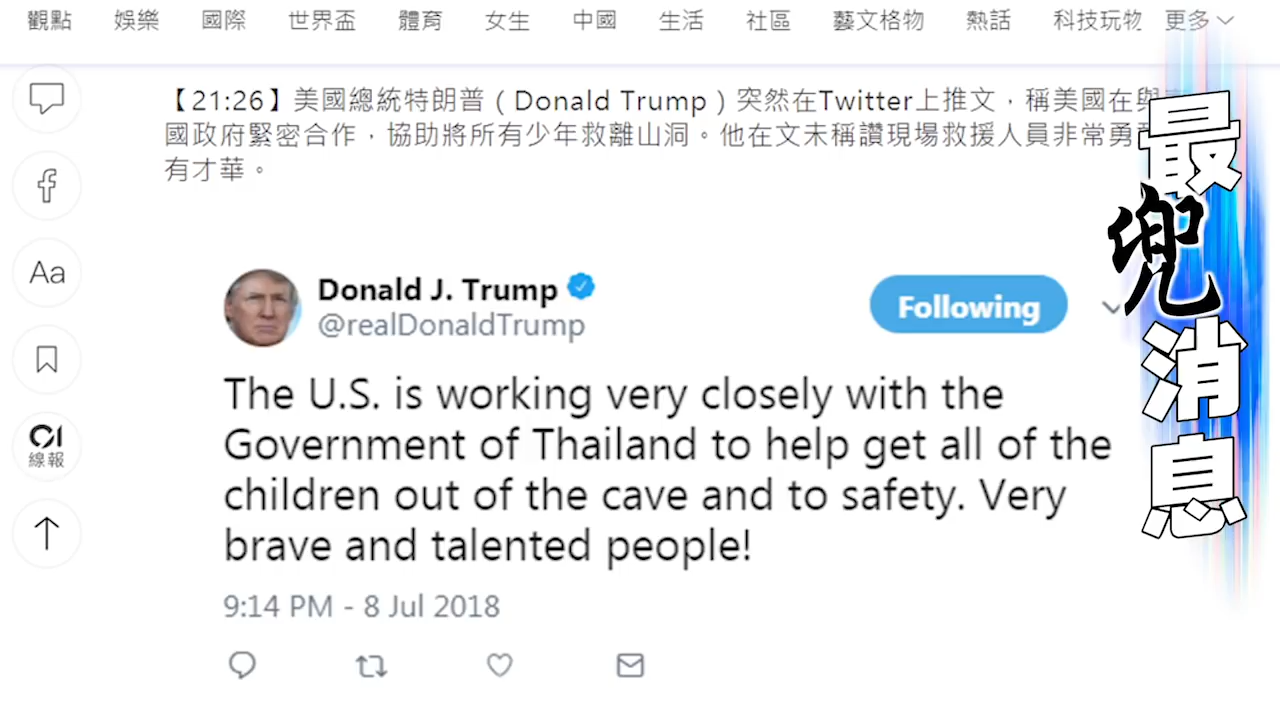 觀點 娛樂 國際 世界盃 體育 女生 中國 生活 社區 藝文格物 熱話 科技玩物 更多
【21:26】美國總統特朗普（Donald Trump）突然在Twitter上推文，稱美國在與
國政府緊密合作，協助將所有少年救離山洞。他在文末稱讚現場救援人員非常勇
有才華。
Donald J. Trump
@realDonaldTrump
Following
The U.S. is working very closely with the
Government of Thailand to help get all of the
children out of the cave and to safety. Very
brave and talented people!
9:14 PM - 8 Jul 2018
Aa
01
線報
最兜消息